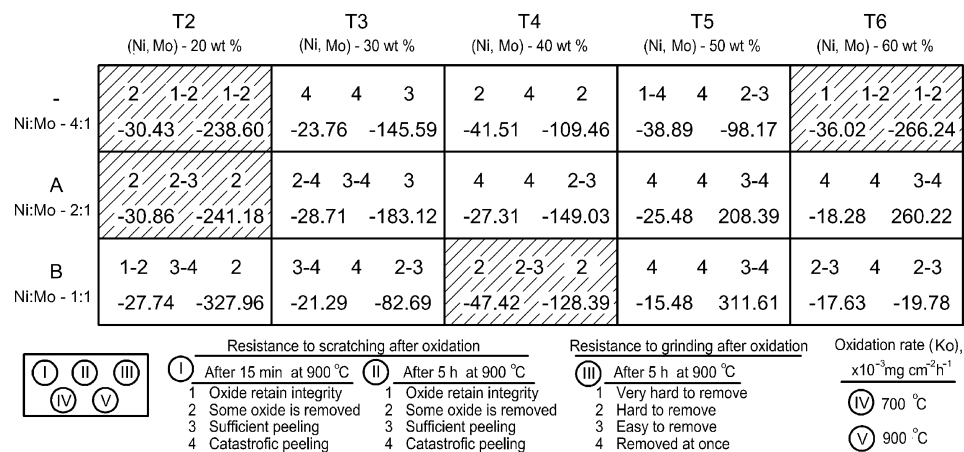 T2 T3 T4 T5 T6
(Ni, Mo) - 20 wt % (Ni, Mo) - 30 wt % (Ni, Mo) - 40 wt % (Ni, Mo) - 50 wt % (Ni, Mo) - 60 wt %
- 2 1-2 1-2 4 4 3 2 4 2 1-4 4 2-3 1 1-2 1-2
Ni:Mo - 4:1 -30.43 -238.60 -23.76 -145.59 -41.51 -109.46 -38.89 -98.17 -36.02 -266.24
A 2 2-3 2 2-4 3-4 3 4 4 2-3 4 4 3-4 4 4 3-4
Ni:Mo - 2:1 -30.86 -241.18 -28.71 -183.12 -27.31 -149.03 -25.48 208.39 -18.28 260.22
B 1-2 3-4 2 3-4 4 2-3 2 2-3 2 4 4 3-4 2-3 4 2-3
Ni:Mo - 1:1 -27.74 -327.96 -21.29 -82.69 -47.42 -128.39 -15.48 311.61 -17.63 -19.78
I II III
IV V
Resistance to scratching after oxidation
I After 15 min at 900 °C
1 Oxide retain integrity
2 Some oxide is removed
3 Sufficient peeling
4 Catastrofic peeling
II After 5 h at 900 °C
1 Oxide retain integrity
2 Some oxide is removed
3 Sufficient peeling
4 Catastrofic peeling
Resistance to grinding after oxidation
III After 5 h at 900 °C
1 Very hard to remove
2 Hard to remove
3 Easy to remove
4 Removed at once
Oxidation rate (Ko),
x10⁻³mg cm⁻²h⁻¹
IV 700 °C
V 900 °C